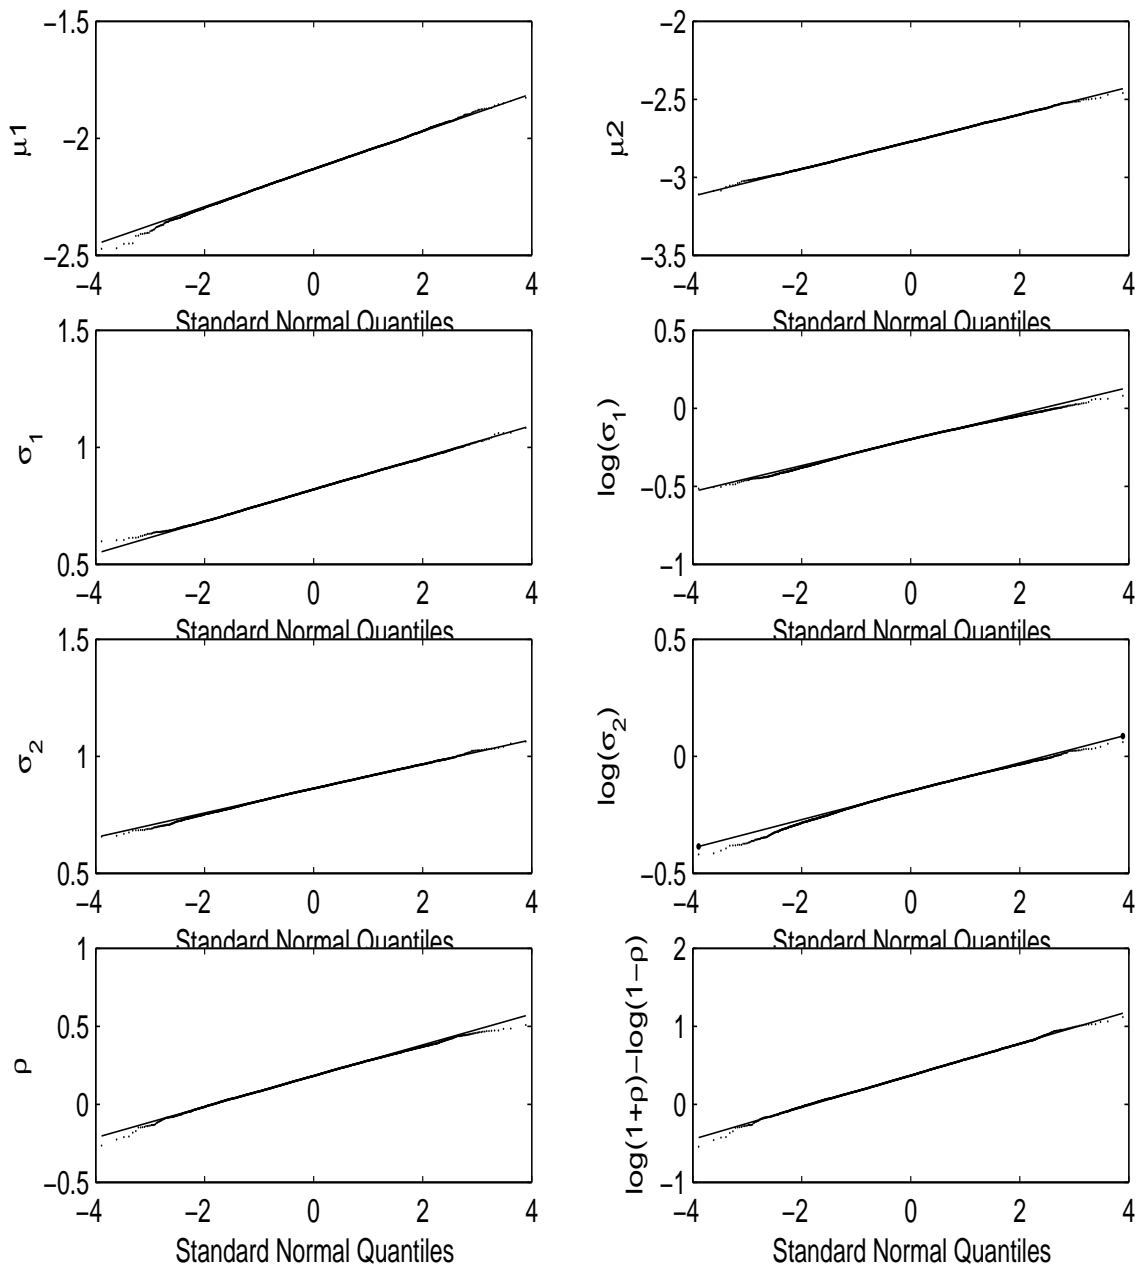 −1.5
−2
−2.5
μ1
−4 −2 0 2 4
Standard Normal Quantiles
−2
−2.5
−3
−3.5
μ2
−4 −2 0 2 4
Standard Normal Quantiles
1.5
1
0.5
σ1
−4 −2 0 2 4
Standard Normal Quantiles
0.5
0
−0.5
−1
log(σ1)
−4 −2 0 2 4
Standard Normal Quantiles
1.5
1
0.5
σ2
−4 −2 0 2 4
Standard Normal Quantiles
0.5
0
−0.5
log(σ2)
−4 −2 0 2 4
Standard Normal Quantiles
1
0.5
0
−0.5
ρ
−4 −2 0 2 4
Standard Normal Quantiles
2
1
0
−1
log(1+ρ)−log(1−ρ)
−4 −2 0 2 4
Standard Normal Quantiles